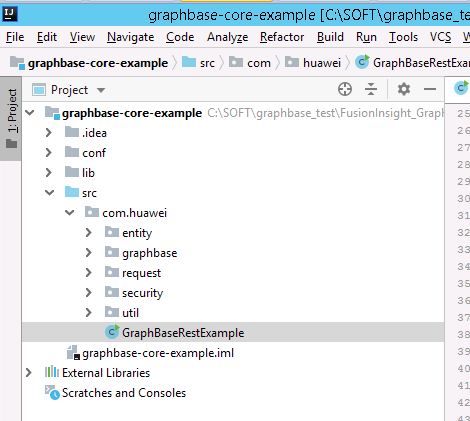 graphbase-core-example [C:\SOFT\graphbase_te
File Edit View Navigate Code Analyze Refactor Build Run Tools VCS W
graphbase-core-example src com huawei GraphBaseRestExa
1: Project
Project
graphbase-core-example C:\SOFT\graphbase_test\FusionInsight_Grap
.idea
conf
lib
src
com.huawei
entity
graphbase
request
security
util
GraphBaseRestExample
graphbase-core-example.iml
External Libraries
Scratches and Consoles
25
26
27
28
29
30
31
32
33
34
35
36
37
38
39
40
41
42
43